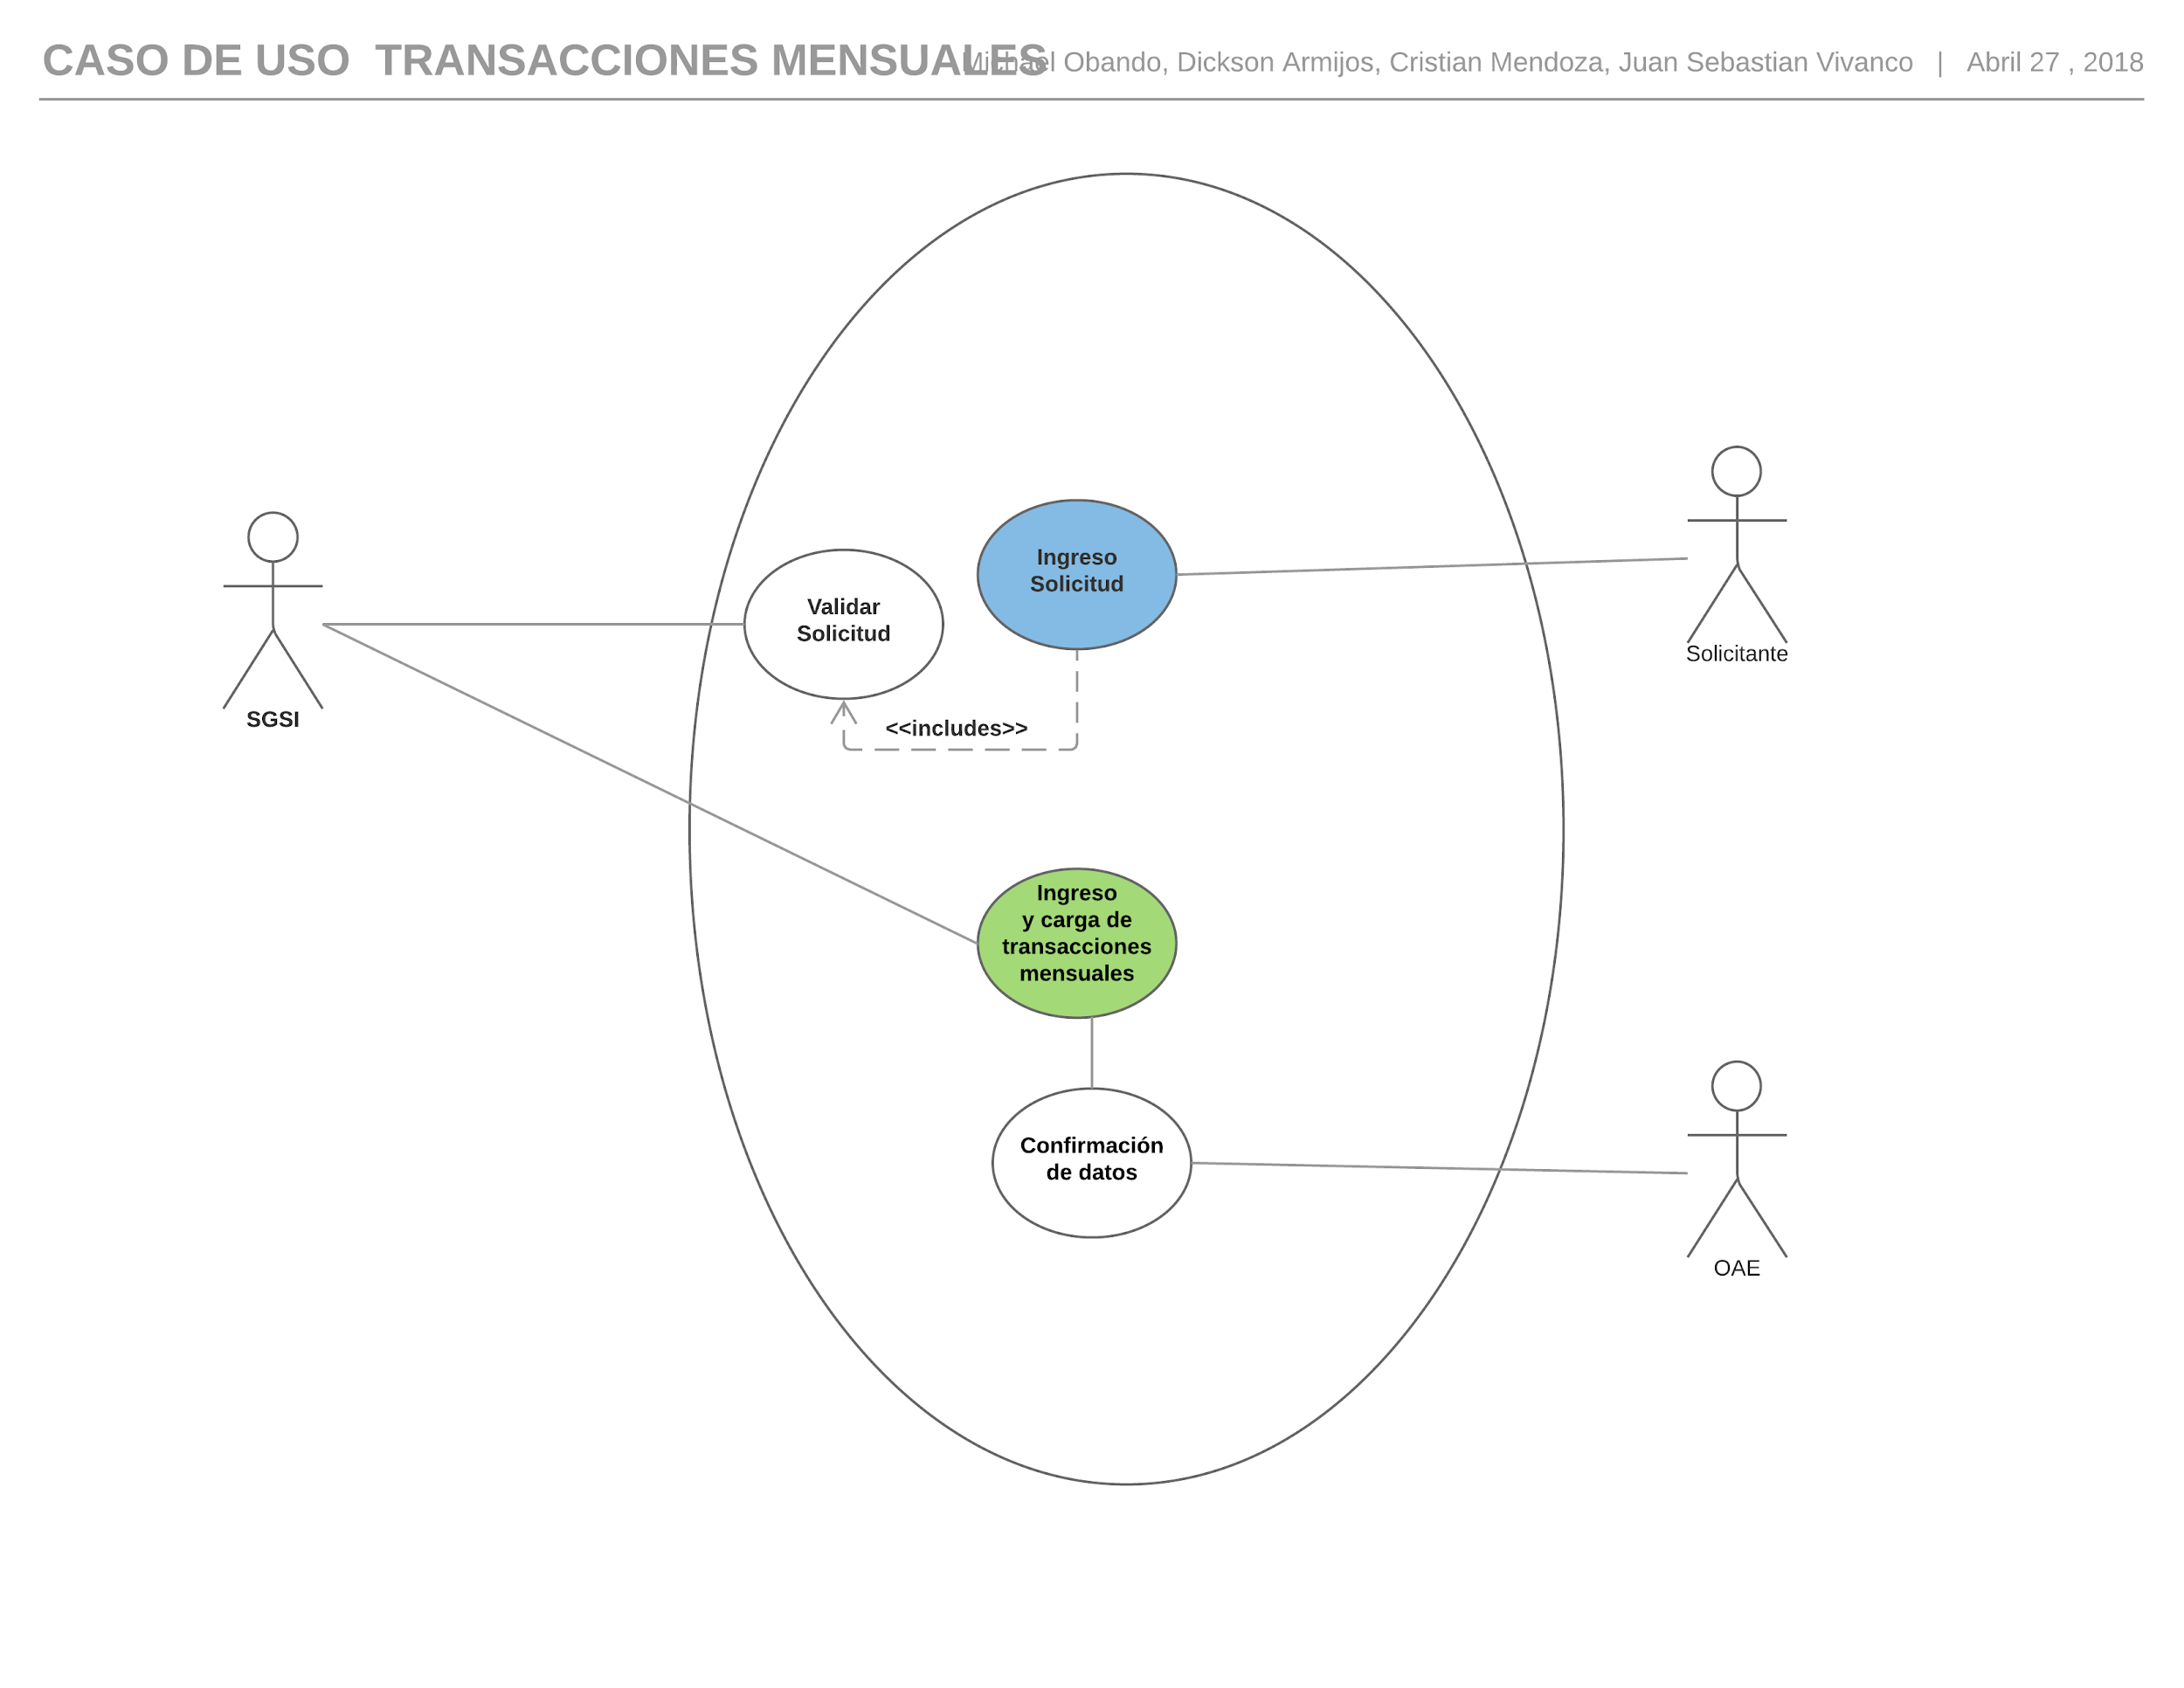 CASO DE USO TRANSACCIONES MENSUALES
Obando, Dickson Armijos, Cristian Mendoza, Juan Sebastian Vivanco | Abril 27 , 2018
Ingreso
Solicitud
Validar
Solicitud
Solicitante
SGSI
<<includes>>
Ingreso
y carga de
transacciones
mensuales
Confirmación
de datos
OAE